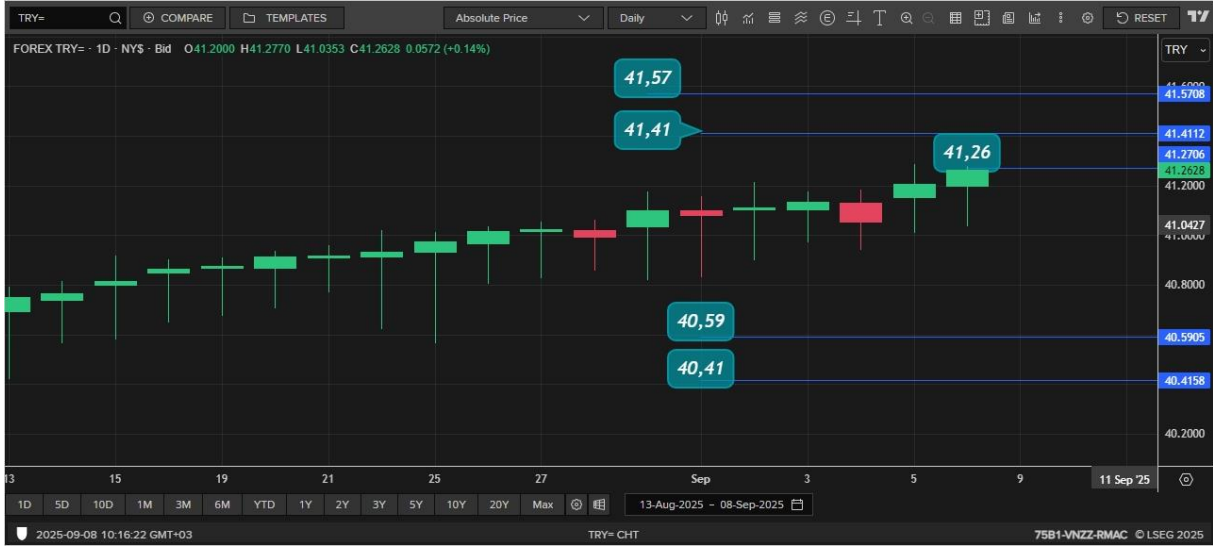 TRY= COMPARE TEMPLATES Absolute Price Daily RESET
FOREX TRY= · 1D · NY$ · Bid O41.2000 H41.2770 L41.0353 C41.2628 0.0572 (+0.14%)
TRY
41,57
41.5708
41,41
41.4112
41.2706
41,26
41.2628
41.2000
41.0427
41.0000
40.8000
40,59
40.5905
40,41
40.4158
40.2000
13 15 19 21 25 27 Sep 3 5 9 11 Sep '25
1D 5D 10D 1M 3M 6M YTD 1Y 2Y 3Y 5Y 10Y 20Y Max 13-Aug-2025 - 08-Sep-2025
2025-09-08 10:16:22 GMT+03 TRY= CHT 75B1-VNZZ-RMAC © LSEG 2025